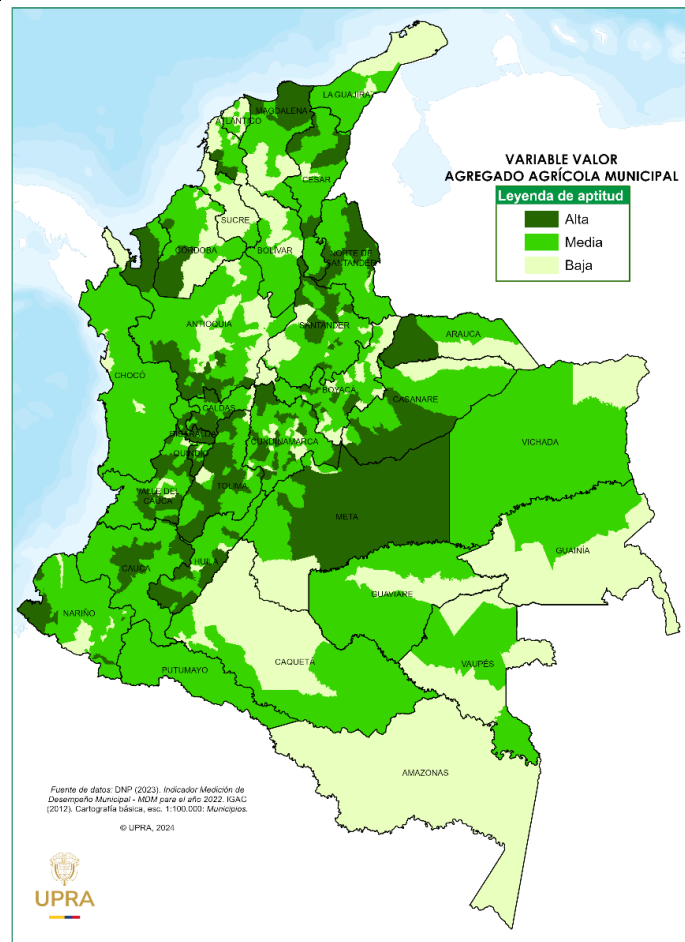 LA GUAJIRA
MAGDALENA
ATLÁNTICO
VARIABLE VALOR
AGREGADO AGRÍCOLA MUNICIPAL
Leyenda de aptitud
Alta
Media
Baja
CESAR
SUCRE
CÓRDOBA
BOLÍVAR
NORTE DE
SANTANDER
ANTIOQUIA
SANTANDER
ARAUCA
CHOCÓ
BOYACÁ
CASANARE
CALDAS
RISARALDA
CUNDINAMARCA
VICHADA
QUINDÍO
VALLE DEL
CAUCA
TOLIMA
META
GUAINÍA
CAUCA
HUILA
GUAVIARE
NARIÑO
CAQUETA
VAUPÉS
PUTUMAYO
AMAZONAS
Fuente de datos: DNP (2023). Indicador Medición de
Desempeño Municipal - MDM para el año 2022. IGAC
(2012). Cartografía básica, esc. 1:100.000: Municipios.
© UPRA, 2024
UPRA